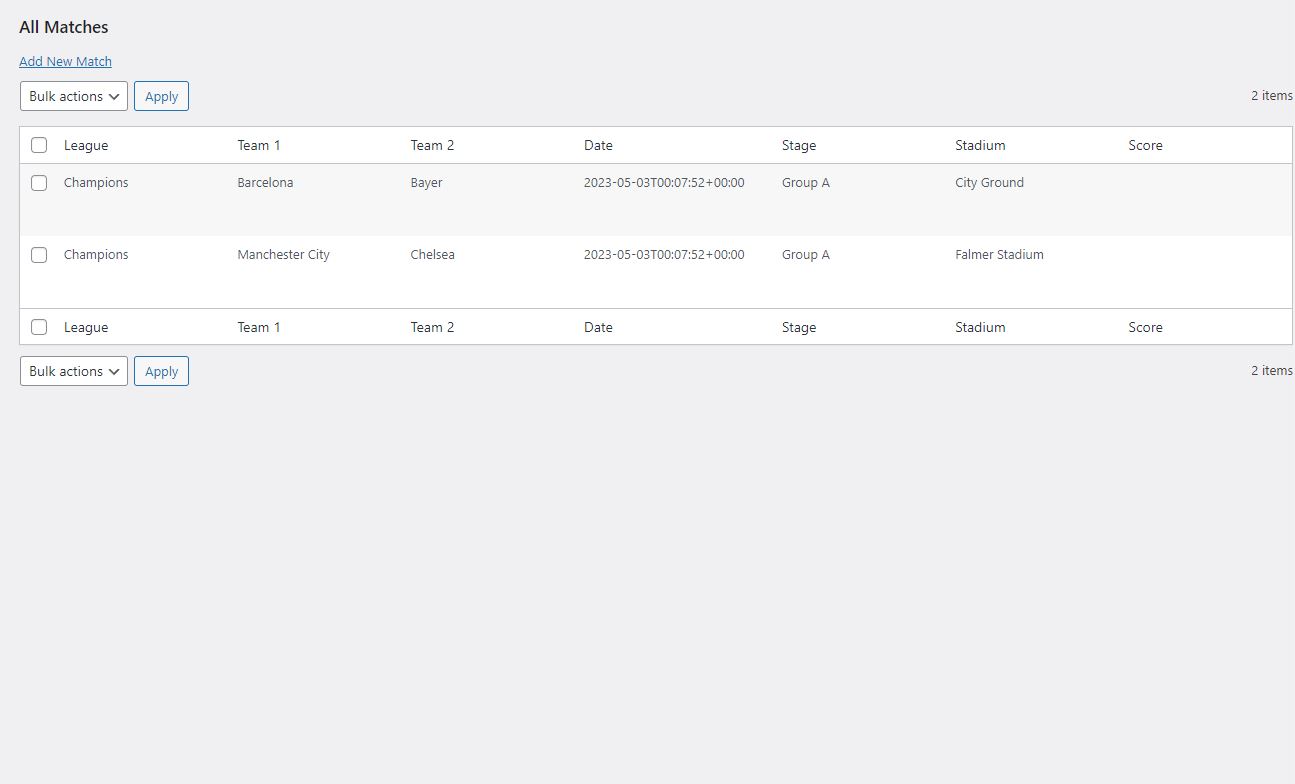 All Matches
Add New Match
Bulk actions Apply 2 items
League Team 1 Team 2 Date Stage Stadium Score
Champions Barcelona Bayer 2023-05-03T00:07:52+00:00 Group A City Ground
Champions Manchester City Chelsea 2023-05-03T00:07:52+00:00 Group A Falmer Stadium
League Team 1 Team 2 Date Stage Stadium Score
Bulk actions Apply 2 items